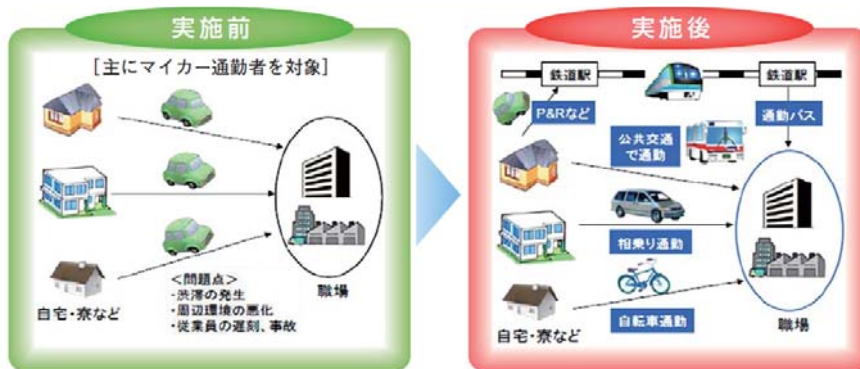 実施前
[主にマイカー通勤者を対象]
<問題点>
・渋滞の発生
・周辺環境の悪化
・従業員の遅刻、事故
自宅・寮など
職場
実施後
鉄道駅
鉄道駅
P&Rなど
通勤バス
公共交通
で通勤
相乗り通勤
自転車通勤
自宅・寮など
職場